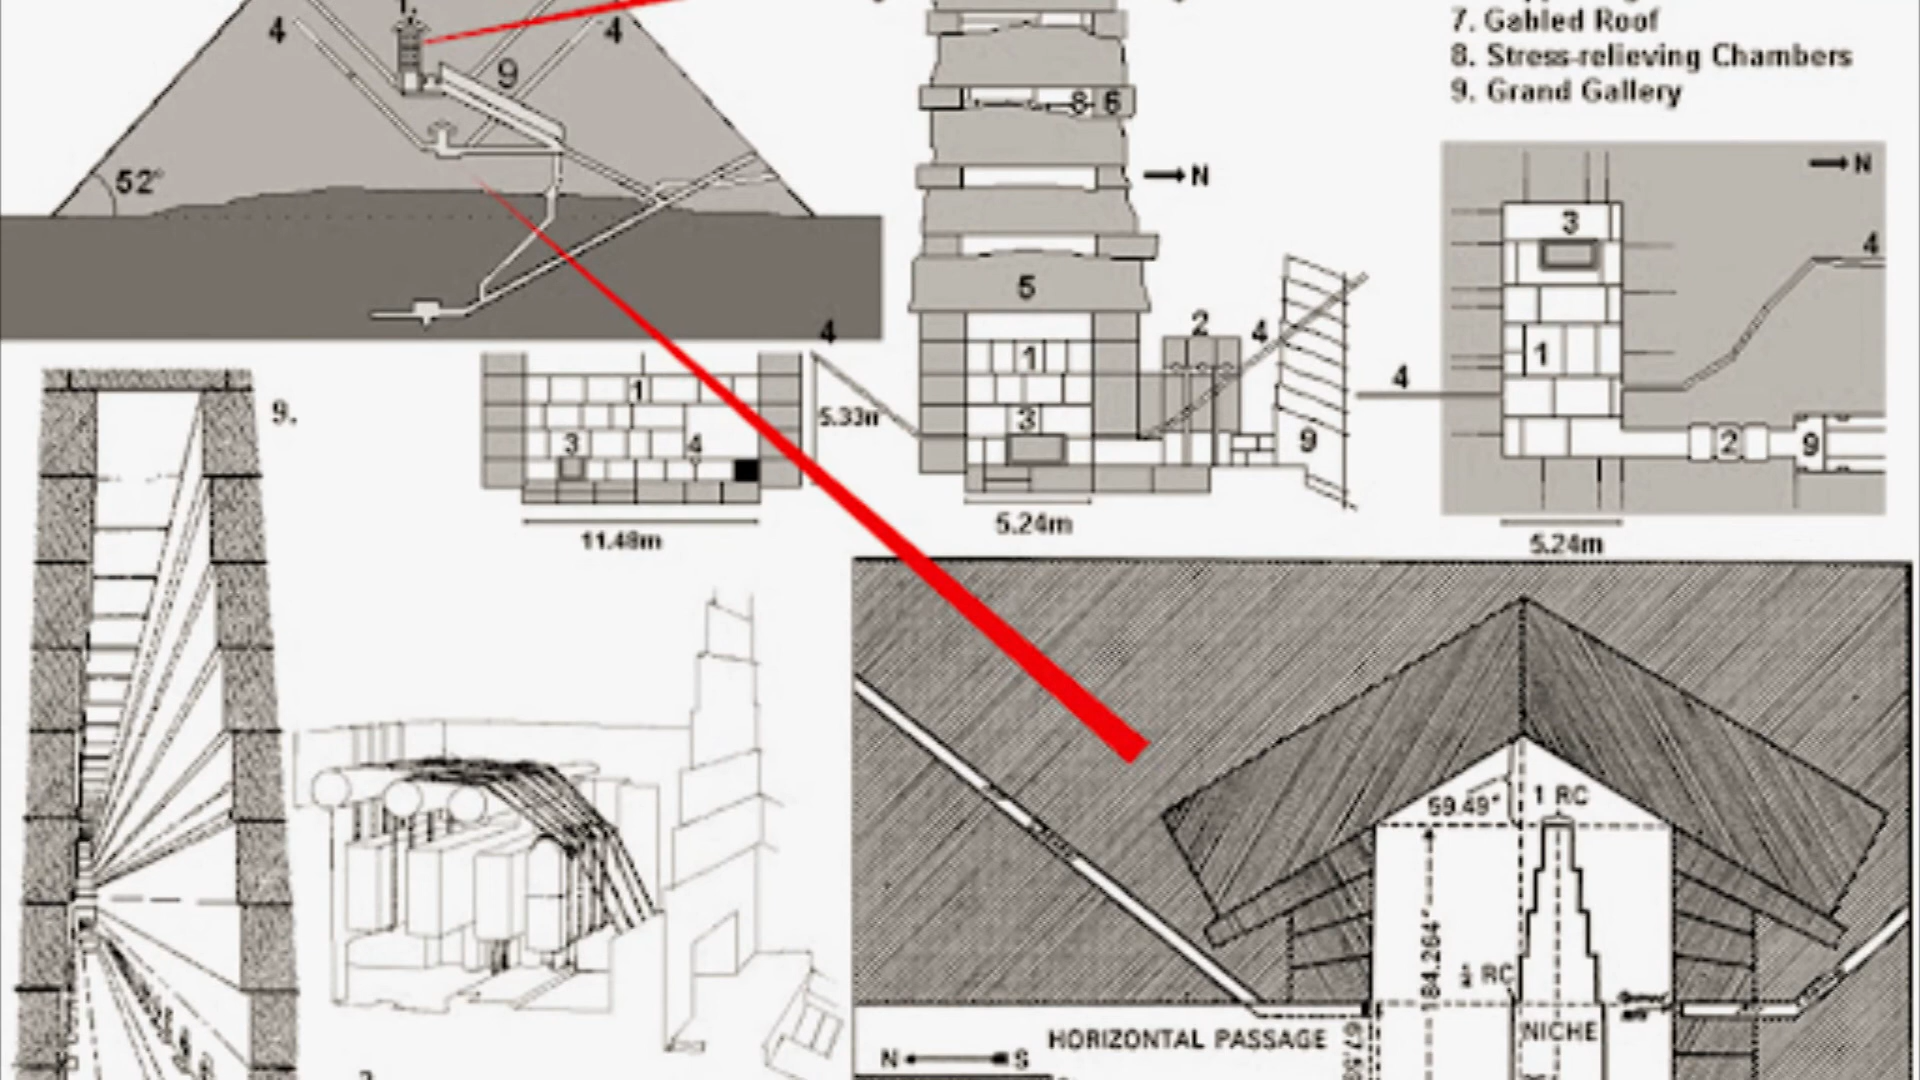 7. Gabled Roof
8. Stress-relieving Chambers
9. Grand Gallery
4
1.
4
9
52°
8
6
N
5
1
3
2
4
9
4
5.24m
N
3
4
1
4
2
9
5.24m
1
3
4
11.48m
4
5.33m
9.
59.49"
1 RC
184.264"
RC
NICHE
HORIZONTAL PASSAGE
N
S